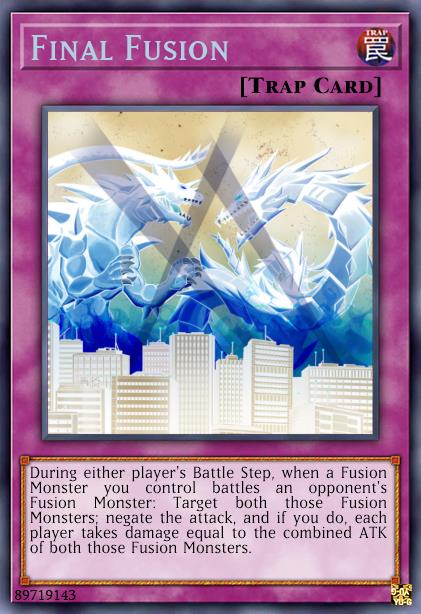 Final Fusion
TRAP
罠
[Trap Card]
During either player's Battle Step, when a Fusion
Monster you control battles an opponent's
Fusion Monster: Target both those Fusion
Monsters; negate the attack, and if you do, each
player takes damage equal to the combined ATK
of both those Fusion Monsters.
89719143